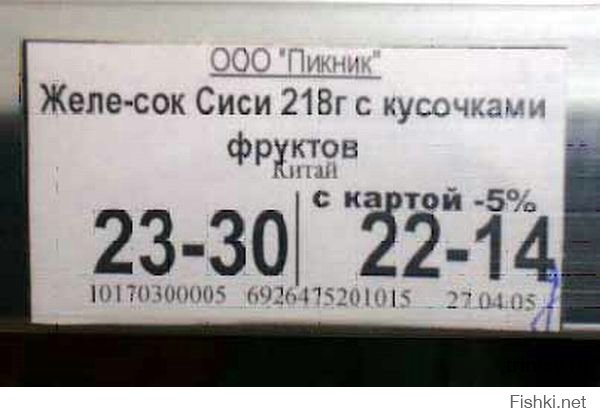 ООО "Пикник"
Желе-сок Сиси 218г с кусочками
фруктов
Китай
с картой -5%
23-30 22-14
10170300005 6926475201015 27.04.05
Fishki.net